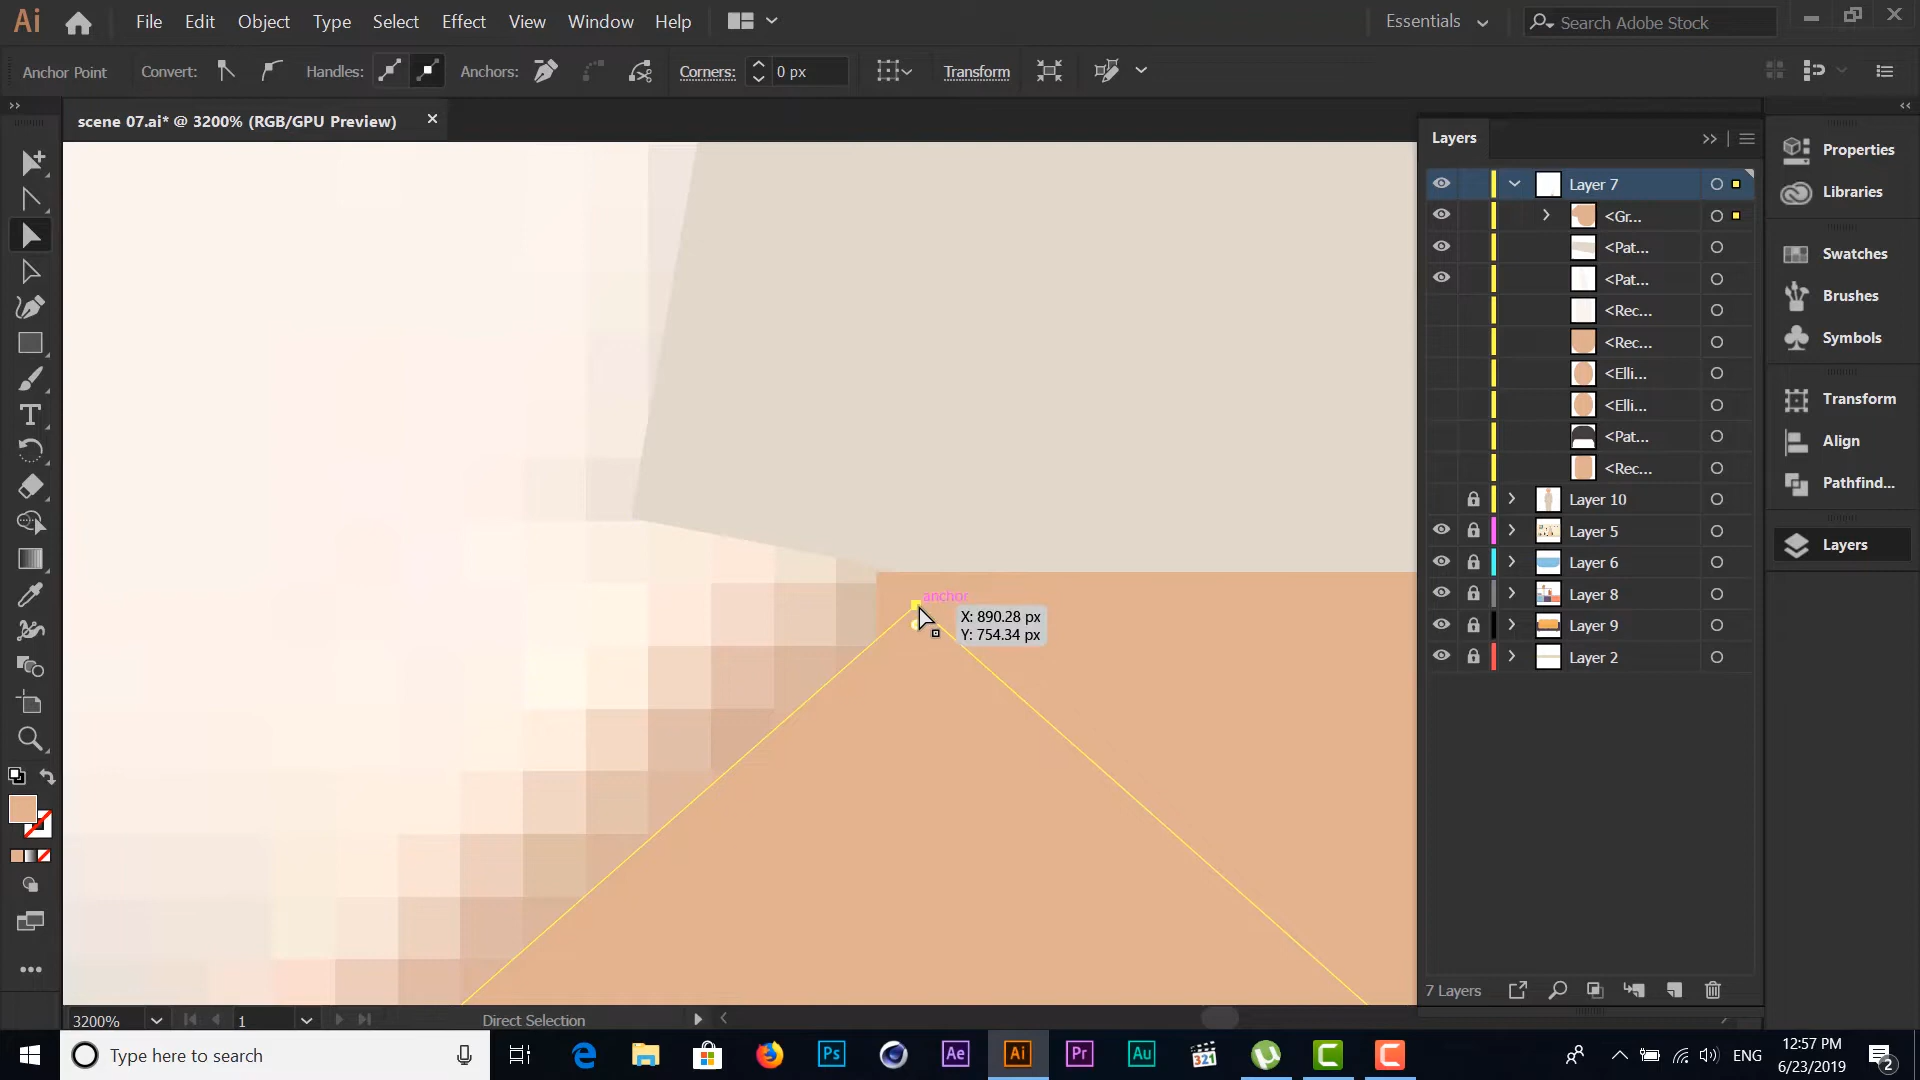 Ai File Edit Object Type Select Effect View Window Help Essentials Search Adobe Stock
Anchor Point Convert: Handles: Anchors: Corners: 0 px Transform
scene 07.ai* @ 3200% (RGB/GPU Preview)
Layers
Layer 7
<Gr...
<Pat...
<Pat...
<Rec...
<Rec...
<Elli...
<Elli...
<Pat...
<Rec...
Layer 10
Layer 5
Layer 6
Layer 8
Layer 9
Layer 2
7 Layers
Properties
Libraries
Swatches
Brushes
Symbols
Transform
Align
Pathfind...
Layers
anchor
X: 890.28 px
Y: 754.34 px
3200% 1 Direct Selection
Type here to search
Ps
Ae
Ai
Pr
Au
321
ENG
12:57 PM
6/23/2019
2